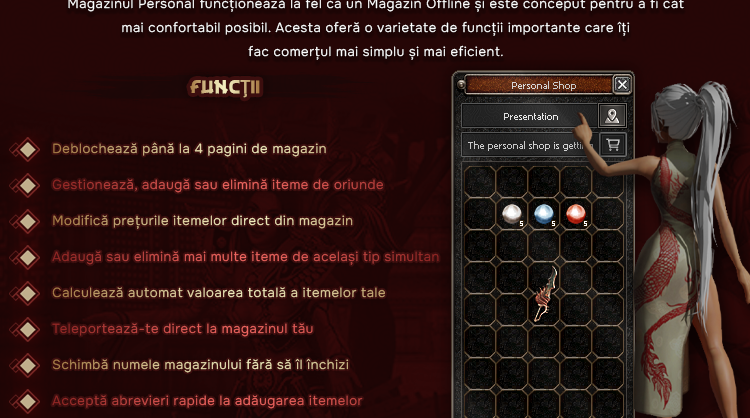 Magazinul Personal funcționează la fel ca un Magazin Offline și este conceput pentru a fi cât
mai confortabil posibil. Acesta oferă o varietate de funcții importante care îți
fac comerțul mai simplu și mai eficient.
FUNCȚII
Deblochează până la 4 pagini de magazin
Gestionează, adaugă sau elimină iteme de oriunde
Modifică prețurile itemelor direct din magazin
Adaugă sau elimină mai multe iteme de același tip simultan
Calculează automat valoarea totală a itemelor tale
Teleportează-te direct la magazinul tău
Schimbă numele magazinului fără să îl închizi
Acceptă abrevieri rapide la adăugarea itemelor
Personal Shop
Presentation
The personal shop is gettin
5 5 5